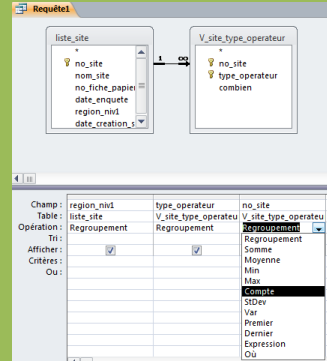 Requête1
liste_site
*
no_site
nom_site
no_fiche_papier
date_enquete
region_niv1
date_creation_s
1 ∞
V_site_type_operateur
*
no_site
type_operateur
combien
Champ : region_niv1 type_operateur no_site
Table : liste_site V_site_type_operateu V_site_type_operateu
Opération : Regroupement Regroupement Regroupement
Tri :
Afficher :
Critères :
Ou :
Regroupement
Somme
Moyenne
Min
Max
Compte
StDev
Var
Premier
Dernier
Expression
Où